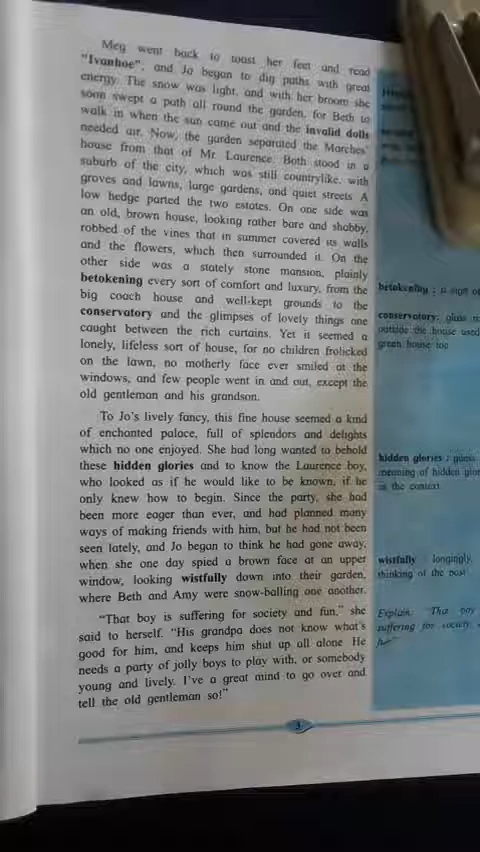 Meg went back to toast her feet and read
"Ivanhoe", and Jo began to dig paths with great
energy. The snow was light, and with her broom she
soon swept a path all round the garden, for Beth to
walk in when the sun came out and the invalid dolls
needed air. Now, the garden separated the Marches'
house from that of Mr. Laurence. Both stood in a
suburb of the city, which was still countrylike, with
groves and lawns, large gardens, and quiet streets A
low hedge parted the two estates. On one side was
an old, brown house, looking rather bare and shabby,
robbed of the vines that in summer covered its walls
and the flowers, which then surrounded it. On the
other side was a stately stone mansion, plainly
betokening every sort of comfort and luxury, from the
big coach house and well-kept grounds to the
conservatory and the glimpses of lovely things one
caught between the rich curtains. Yet it seemed a
lonely, lifeless sort of house, for no children frolicked
on the lawn, no motherly face ever smiled at the
windows, and few people went in and out, except the
old gentleman and his grandson.
To Jo's lively fancy, this fine house seemed a kind
of enchanted palace, full of splendors and delights
which no one enjoyed. She had long wanted to behold
these hidden glories and to know the Laurence boy,
who looked as if he would like to be known, if he
only knew how to begin. Since the party, she had
been more eager than ever, and had planned many
ways of making friends with him, but he had not been
seen lately, and Jo began to think he had gone away,
when she one day spied a brown face at an upper
window, looking wistfully down into their garden,
where Beth and Amy were snow-balling one another.
"That boy is suffering for society and fun," she
said to herself. "His grandpa does not know what's
good for him, and keeps him shut up all alone He
needs a party of jolly boys to play with, or somebody
young and lively. I've a great mind to go over and
tell the old gentleman so!"
betokening : a sign of
conservatory: glass
outside the house used
green house too
hidden glories : guess
meaning of hidden
in the context
wistfully : longingly,
thinking of the past
Explain: "That boy
suffering for society
fun"
3